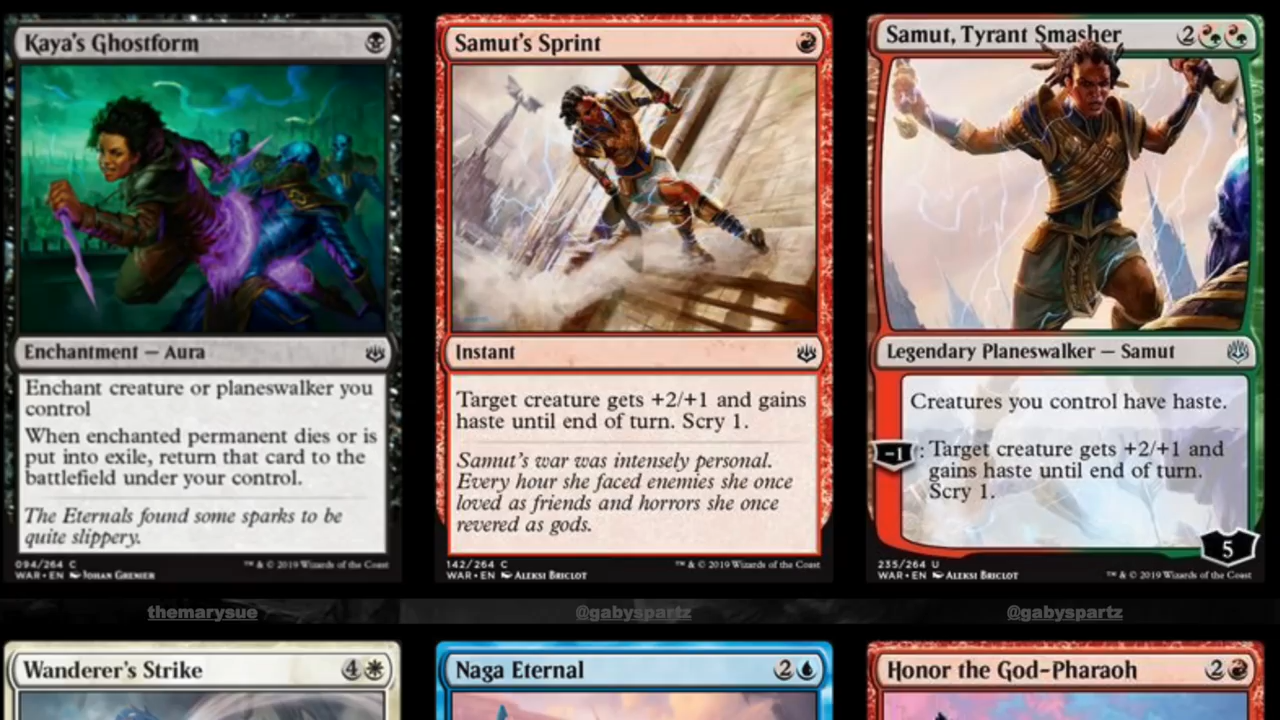 Kaya's Ghostform
Enchantment — Aura
Enchant creature or planeswalker you
control
When enchanted permanent dies or is
put into exile, return that card to the
battlefield under your control.
The Eternals found some sparks to be
quite slippery.
094/264 C
WAR • EN Johan Grenier
™ & © 2019 Wizards of the Coast
themarysue
Samut's Sprint
Instant
Target creature gets +2/+1 and gains
haste until end of turn. Scry 1.
Samut's war was intensely personal.
Every hour she faced enemies she once
loved as friends and horrors she once
revered as gods.
142/264 C
WAR • EN Aleksi Briclot
™ & © 2019 Wizards of the Coast
@gabyspartz
Samut, Tyrant Smasher 2
Legendary Planeswalker — Samut
Creatures you control have haste.
-1 : Target creature gets +2/+1 and
gains haste until end of turn.
Scry 1.
5
235/264 U
WAR • EN Aleksi Briclot
™ & © 2019 Wizards of the Coast
@gabyspartz
Wanderer's Strike 4
Naga Eternal 2
Honor the God-Pharaoh 2